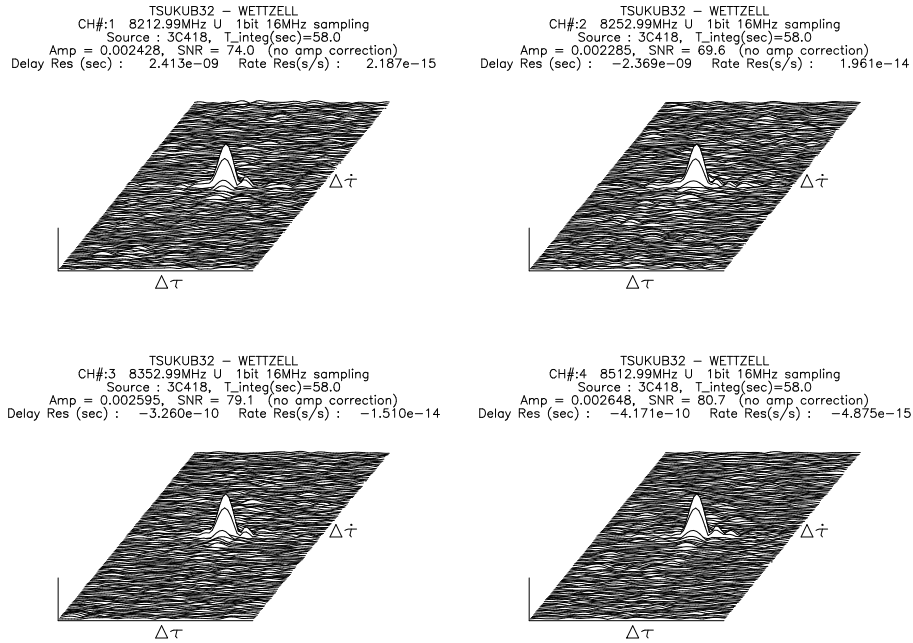 TSUKUB32 − WETTZELL
CH#:1 8212.99MHz U 1bit 16MHz sampling
Source : 3C418, T_integ(sec)=58.0
Amp = 0.002428, SNR = 74.0 (no amp correction)
Delay Res (sec) : 2.413e−09 Rate Res(s/s) : 2.187e−15
Δτ̇
Δτ
TSUKUB32 − WETTZELL
CH#:2 8252.99MHz U 1bit 16MHz sampling
Source : 3C418, T_integ(sec)=58.0
Amp = 0.002285, SNR = 69.6 (no amp correction)
Delay Res (sec) : −2.369e−09 Rate Res(s/s) : 1.961e−14
Δτ̇
Δτ
TSUKUB32 − WETTZELL
CH#:3 8352.99MHz U 1bit 16MHz sampling
Source : 3C418, T_integ(sec)=58.0
Amp = 0.002595, SNR = 79.1 (no amp correction)
Delay Res (sec) : −3.260e−10 Rate Res(s/s) : −1.510e−14
Δτ̇
Δτ
TSUKUB32 − WETTZELL
CH#:4 8512.99MHz U 1bit 16MHz sampling
Source : 3C418, T_integ(sec)=58.0
Amp = 0.002648, SNR = 80.7 (no amp correction)
Delay Res (sec) : −4.171e−10 Rate Res(s/s) : −4.875e−15
Δτ̇
Δτ